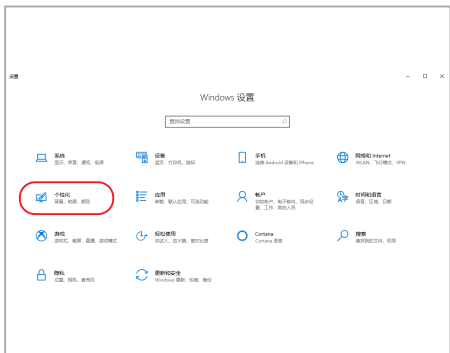 设置
Windows 设置
查找设置
系统
显示、声音、通知、电源
设备
蓝牙、打印机、鼠标
手机
连接 Android 设备和 iPhone
网络和 Internet
WLAN、飞行模式、VPN
个性化
背景、锁屏、颜色
应用
卸载、默认应用、可选功能
帐户
你的帐户、电子邮件、同步设
置、工作、其他人员
时间和语言
语音、区域、日期
游戏
游戏栏、截屏、直播、游戏模式
轻松使用
讲述人、放大镜、高对比度
Cortana
Cortana 语言
搜索
查找我的文件、权限
隐私
位置、相机、麦克风
更新和安全
Windows 更新、恢复、备份